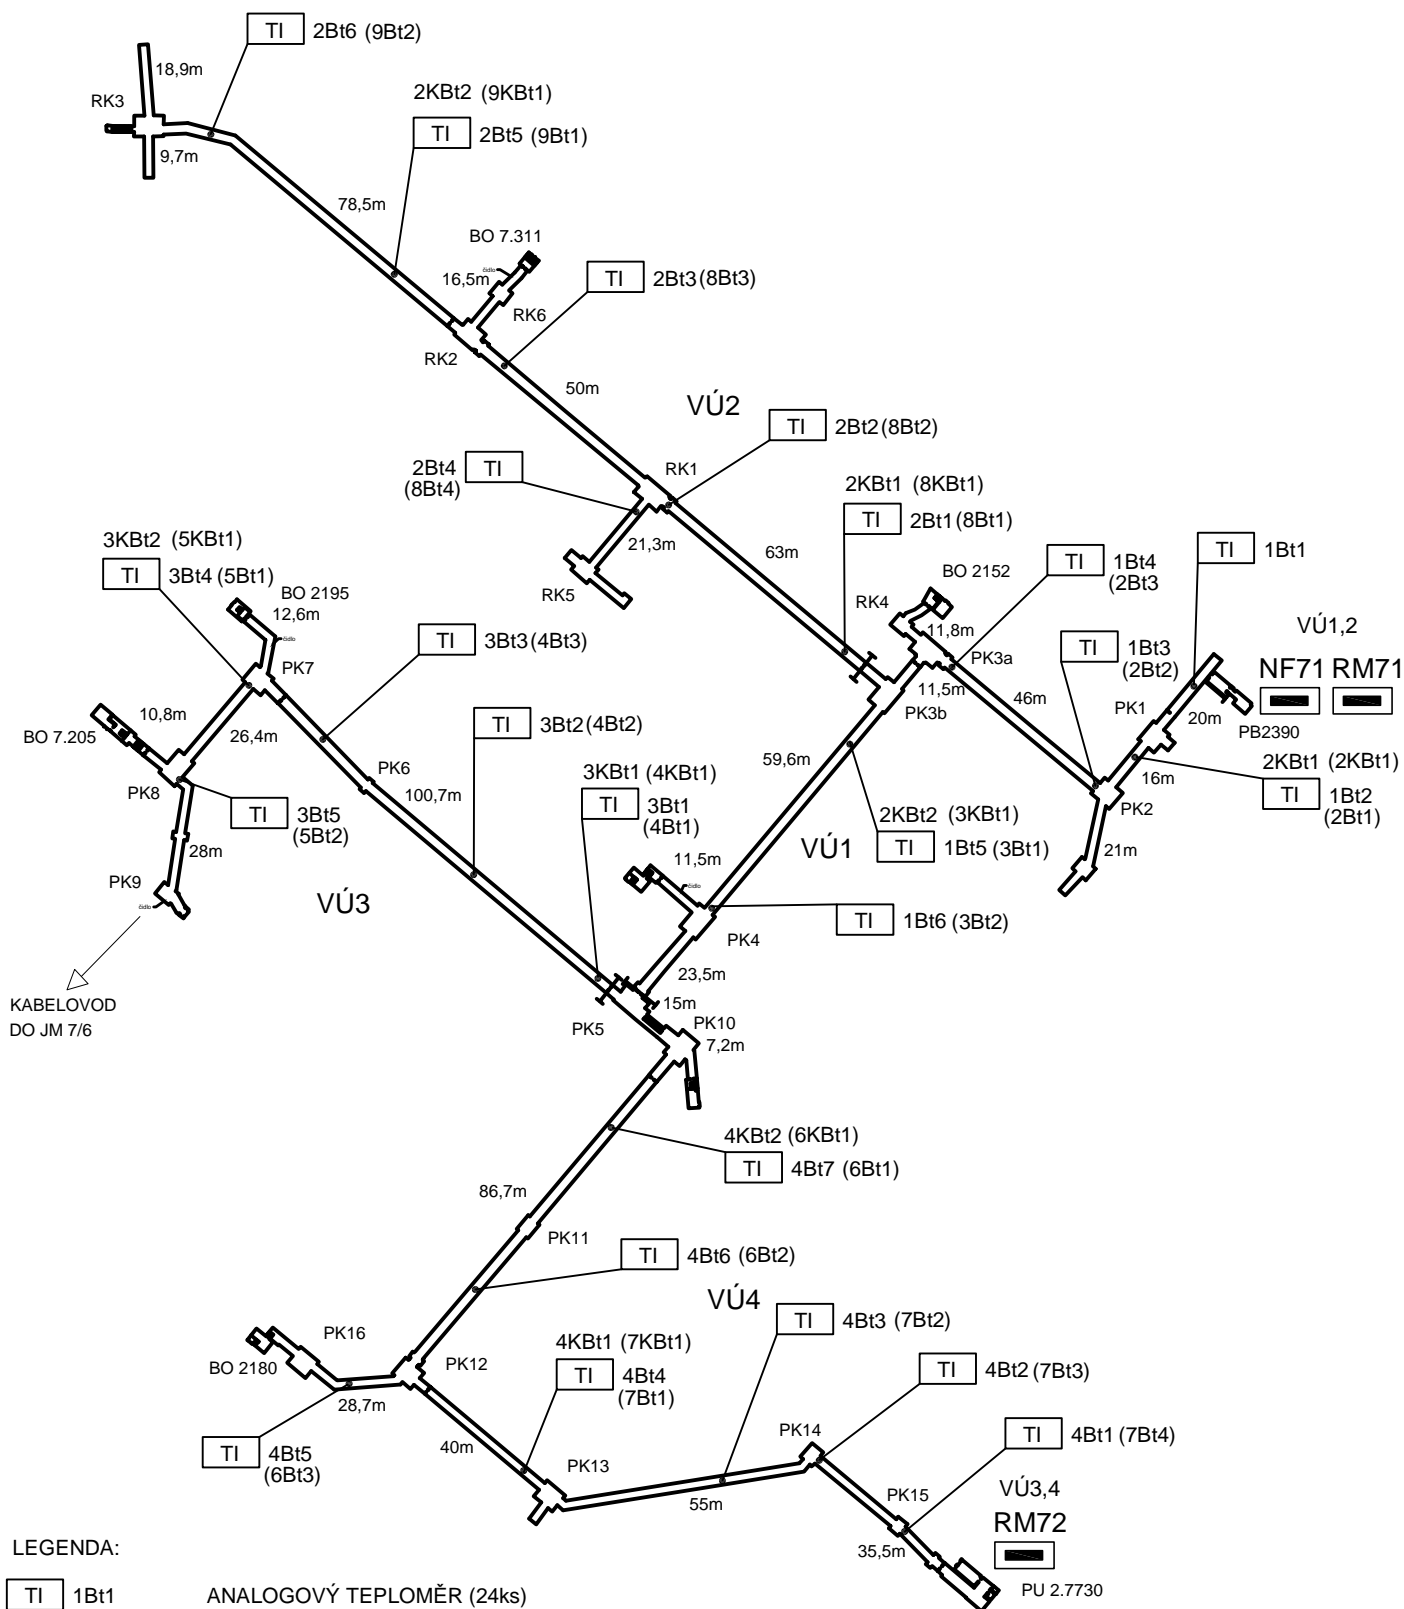 TI 2Bt6 (9Bt2)
18,9m
RK3
9,7m
2KBt2 (9KBt1)
TI 2Bt5 (9Bt1)
78,5m
BO 7.311
čidlo
16,5m
TI 2Bt3 (8Bt3)
RK6
RK2
50m
VÚ2
TI 2Bt2 (8Bt2)
2Bt4 TI
(8Bt4)
RK1
2KBt1 (8KBt1)
TI 2Bt1 (8Bt1)
21,3m
63m
RK5
3KBt2 (5KBt1)
TI 3Bt4 (5Bt1)
BO 2195
12,6m
čidlo
PK7
TI 3Bt3 (4Bt3)
BO 2152
RK4
11,8m
PK3a
11,5m
PK3b
TI 1Bt4
(2Bt3
TI 1Bt1
VÚ1,2
NF71 RM71
TI 1Bt3
(2Bt2)
46m
PK1
20m
PB2390
10,8m
BO 7.205
26,4m
TI 3Bt2 (4Bt2)
59,6m
16m
2KBt1 (2KBt1)
TI 1Bt2
(2Bt1)
PK2
21m
PK8
PK6
100,7m
3KBt1 (4KBt1)
TI 3Bt1
(4Bt1)
TI 3Bt5
(5Bt2)
2KBt2 (3KBt1)
TI 1Bt5 (3Bt1)
VÚ1
28m
11,5m
čidlo
PK9
čidlo
VÚ3
TI 1Bt6 (3Bt2)
PK4
23,5m
KABELOVOD
DO JM 7/6
15m
PK5
PK10
7,2m
4KBt2 (6KBt1)
TI 4Bt7 (6Bt1)
86,7m
PK11
TI 4Bt6 (6Bt2)
VÚ4
TI 4Bt3 (7Bt2)
PK16
BO 2180
PK12
4KBt1 (7KBt1)
TI 4Bt4
(7Bt1)
TI 4Bt2 (7Bt3)
28,7m
TI 4Bt5
(6Bt3)
40m
PK13
PK14
TI 4Bt1 (7Bt4)
55m
PK15
VÚ3,4
RM72
35,5m
PU 2.7730
LEGENDA:
TI 1Bt1 ANALOGOVÝ TEPLOMĚR (24ks)